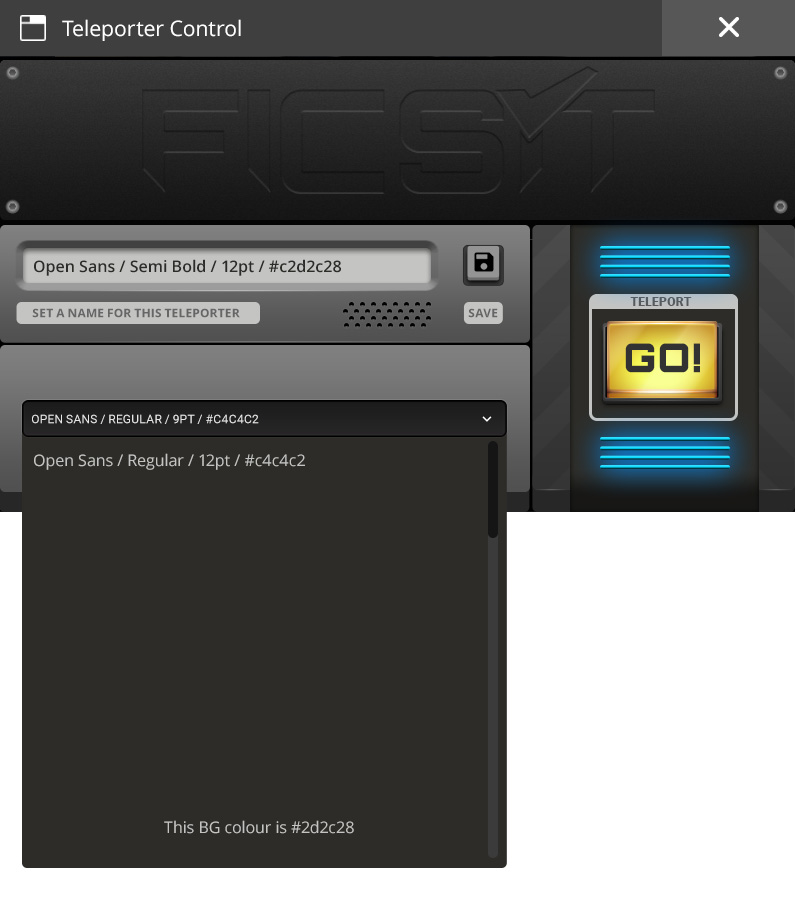 Teleporter Control
FICSIT
Open Sans / Semi Bold / 12pt / #c2d2c28
SET A NAME FOR THIS TELEPORTER
SAVE
TELEPORT
GO!
OPEN SANS / REGULAR / 9PT / #C4C4C2
Open Sans / Regular / 12pt / #c4c4c2
This BG colour is #2d2c28